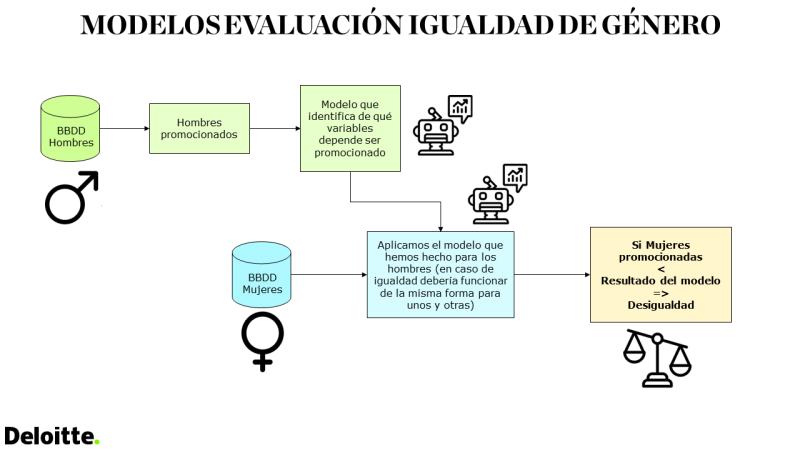 MODELOS EVALUACIÓN IGUALDAD DE GÉNERO
BBDD
Hombres
Hombres
promocionados
Modelo que
identifica de qué
variables
depende ser
promocionado
BBDD
Mujeres
Aplicamos el modelo que
hemos hecho para los
hombres (en caso de
igualdad debería funcionar
de la misma forma para
unos y otras)
Si Mujeres
promocionadas
<
Resultado del modelo
=>
Desigualdad
Deloitte.